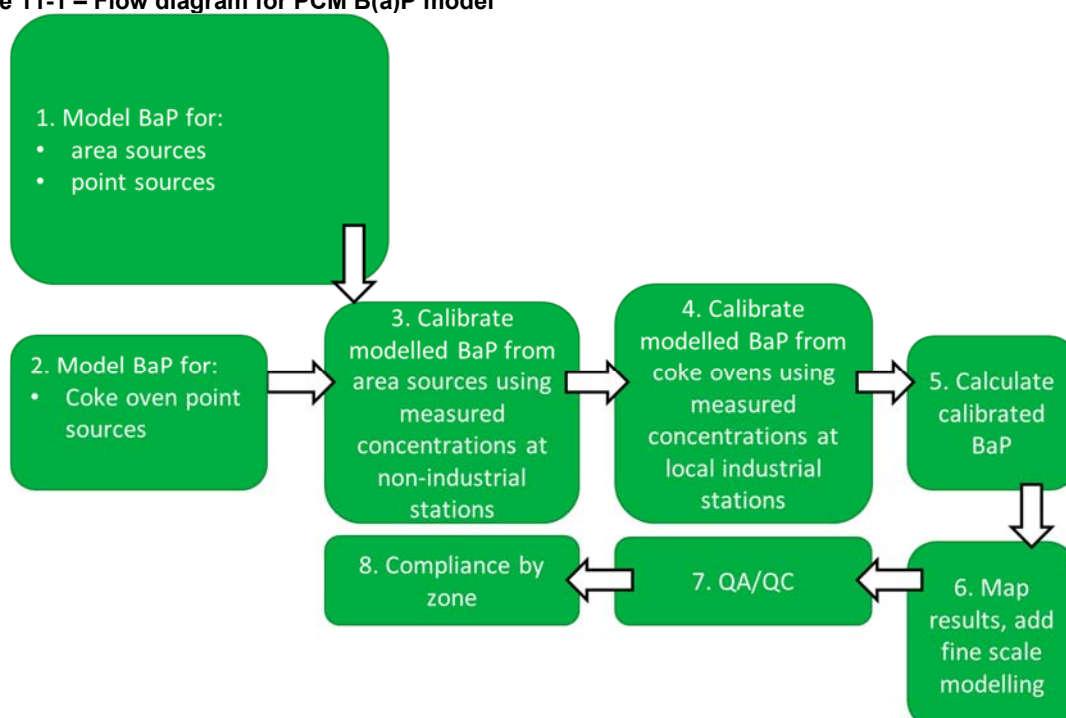 e 11-1 – Flow diagram for PCM B(a)P model
1. Model BaP for:
• area sources
• point sources
2. Model BaP for:
• Coke oven point
sources
3. Calibrate
modelled BaP from
area sources using
measured
concentrations at
non-industrial
stations
4. Calibrate
modelled BaP from
coke ovens using
measured
concentrations at
local industrial
stations
5. Calculate
calibrated
BaP
6. Map
results, add
fine scale
modelling
7. QA/QC
8. Compliance by
zone